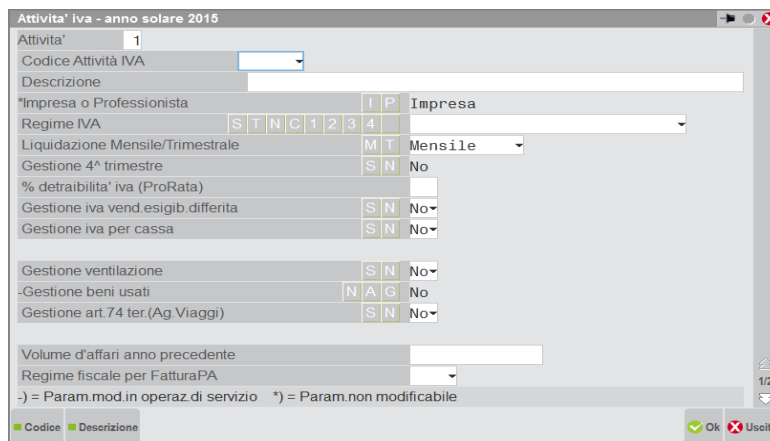 Attivita' iva - anno solare 2015
Attivita' 1
Codice Attività IVA
Descrizione
*Impresa o Professionista I P Impresa
Regime IVA S T N C 1 2 3 4
Liquidazione Mensile/Trimestrale M T Mensile
Gestione 4^ trimestre S N No
% detraibilita' iva (ProRata)
Gestione iva vend.esigib.differita S N No
Gestione iva per cassa S N No
Gestione ventilazione S N No
-Gestione beni usati N A G No
Gestione art.74 ter.(Ag.Viaggi) S N No
Volume d'affari anno precedente
Regime fiscale per FatturaPA
-) = Param.mod.in operaz.di servizio *) = Param.non modificabile
1/2
Codice Descrizione Ok Uscit